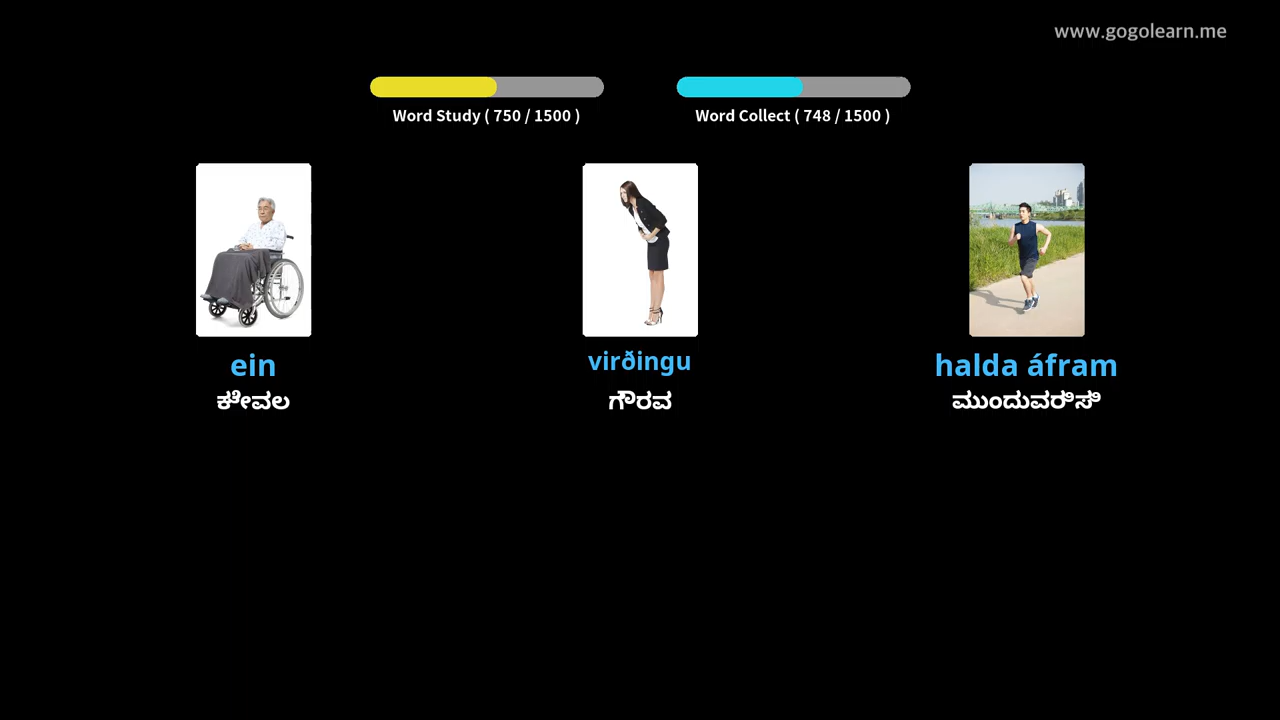 www.gogolearn.me
Word Study ( 750 / 1500 )
Word Collect ( 748 / 1500 )
ein
virðingu
halda áfram
ಕೇವಲ
ಗೌರವ
ಮುಂದುವರಿಸಿ